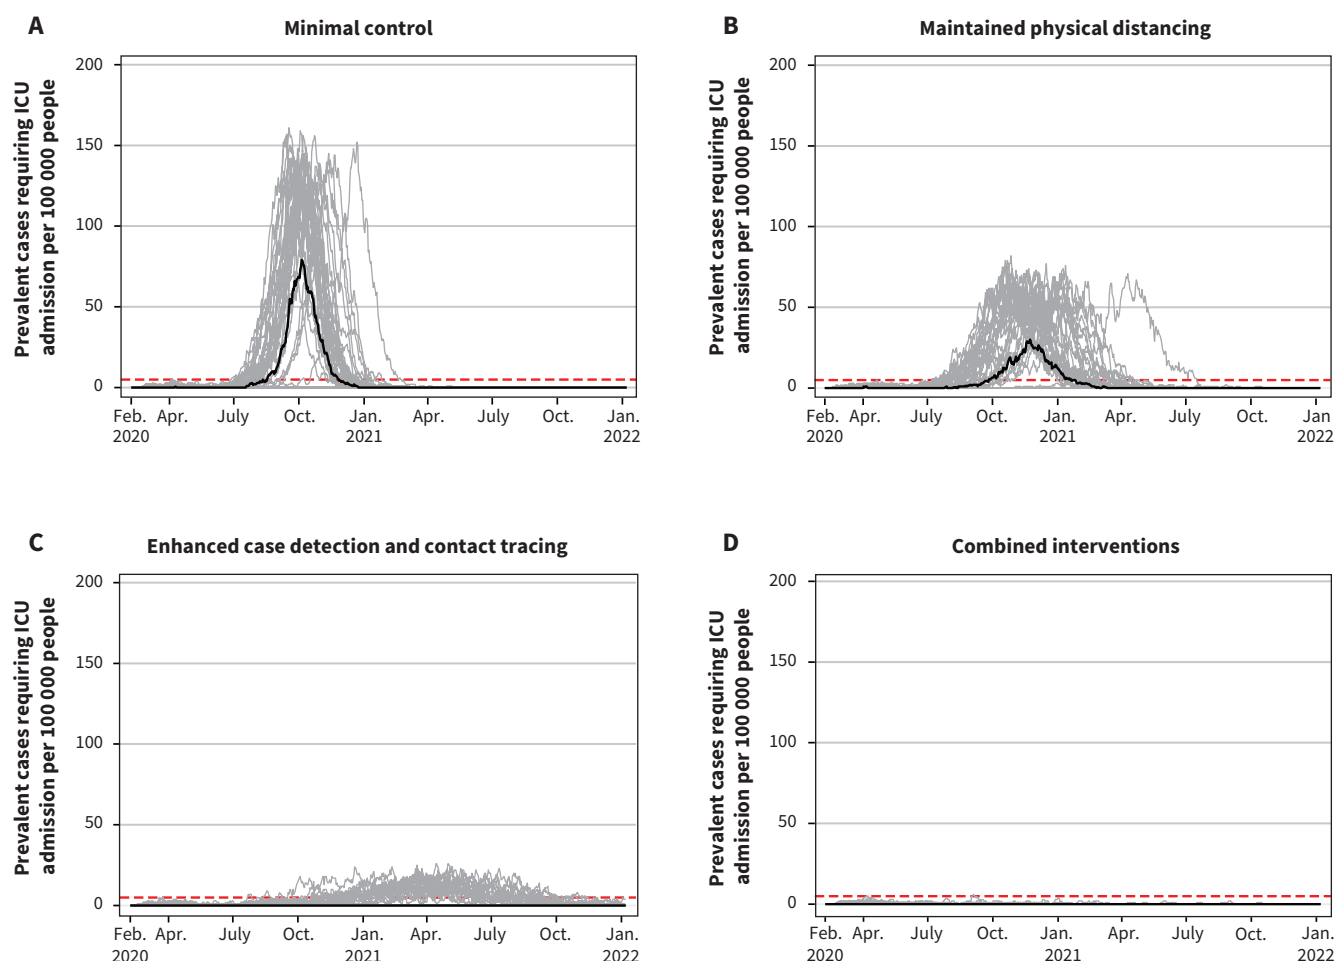 A
Minimal control
Prevalent cases requiring ICU
admission per 100 000 people
200
150
100
50
0
Feb. Apr. July Oct. Jan. Apr. July Oct. Jan.
2020 2021 2022
B
Maintained physical distancing
Prevalent cases requiring ICU
admission per 100 000 people
200
150
100
50
0
Feb. Apr. July Oct. Jan. Apr. July Oct. Jan.
2020 2021 2022
C
Enhanced case detection and contact tracing
Prevalent cases requiring ICU
admission per 100 000 people
200
150
100
50
0
Feb. Apr. July Oct. Jan. Apr. July Oct. Jan.
2020 2021 2022
D
Combined interventions
Prevalent cases requiring ICU
admission per 100 000 people
200
150
100
50
0
Feb. Apr. July Oct. Jan. Apr. July Oct. Jan.
2020 2021 2022